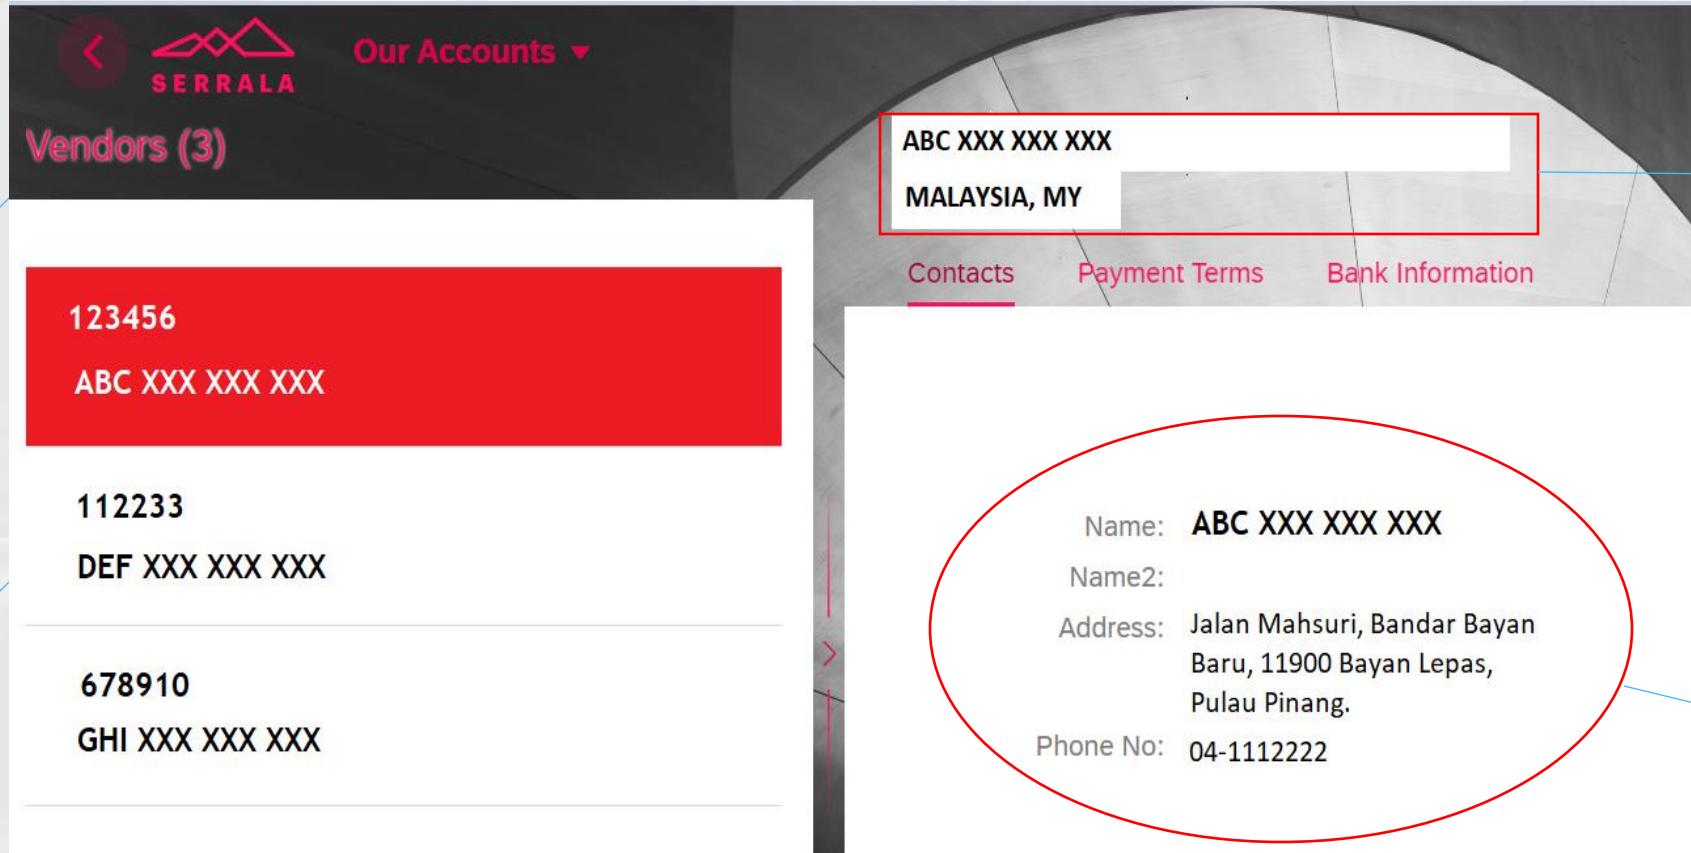 SERRALA
Our Accounts
Vendors (3)
123456
ABC XXX XXX XXX
112233
DEF XXX XXX XXX
678910
GHI XXX XXX XXX
ABC XXX XXX XXX
MALAYSIA, MY
Contacts Payment Terms Bank Information
Name: ABC XXX XXX XXX
Name2:
Address: Jalan Mahsuri, Bandar Bayan
Baru, 11900 Bayan Lepas,
Pulau Pinang.
Phone No: 04-1112222